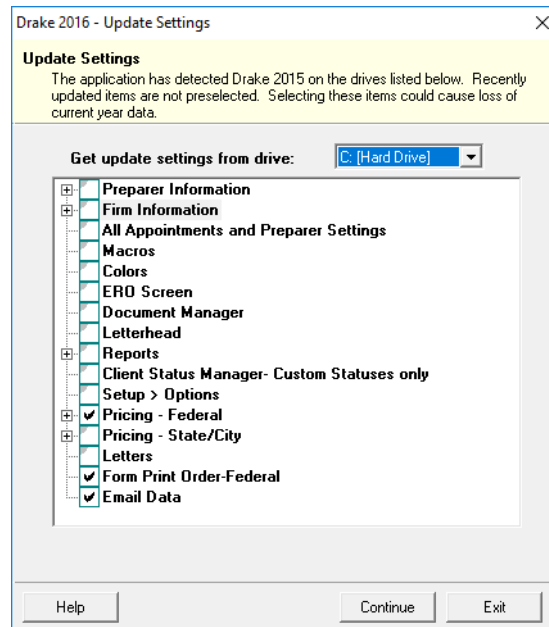 Drake 2016 - Update Settings
Update Settings
The application has detected Drake 2015 on the drives listed below. Recently
updated items are not preselected. Selecting these items could cause loss of
current year data.
Get update settings from drive: C: [Hard Drive]
Preparer Information
Firm Information
All Appointments and Preparer Settings
Macros
Colors
ERO Screen
Document Manager
Letterhead
Reports
Client Status Manager- Custom Statuses only
Setup > Options
Pricing - Federal
Pricing - State/City
Letters
Form Print Order-Federal
Email Data
Help Continue Exit